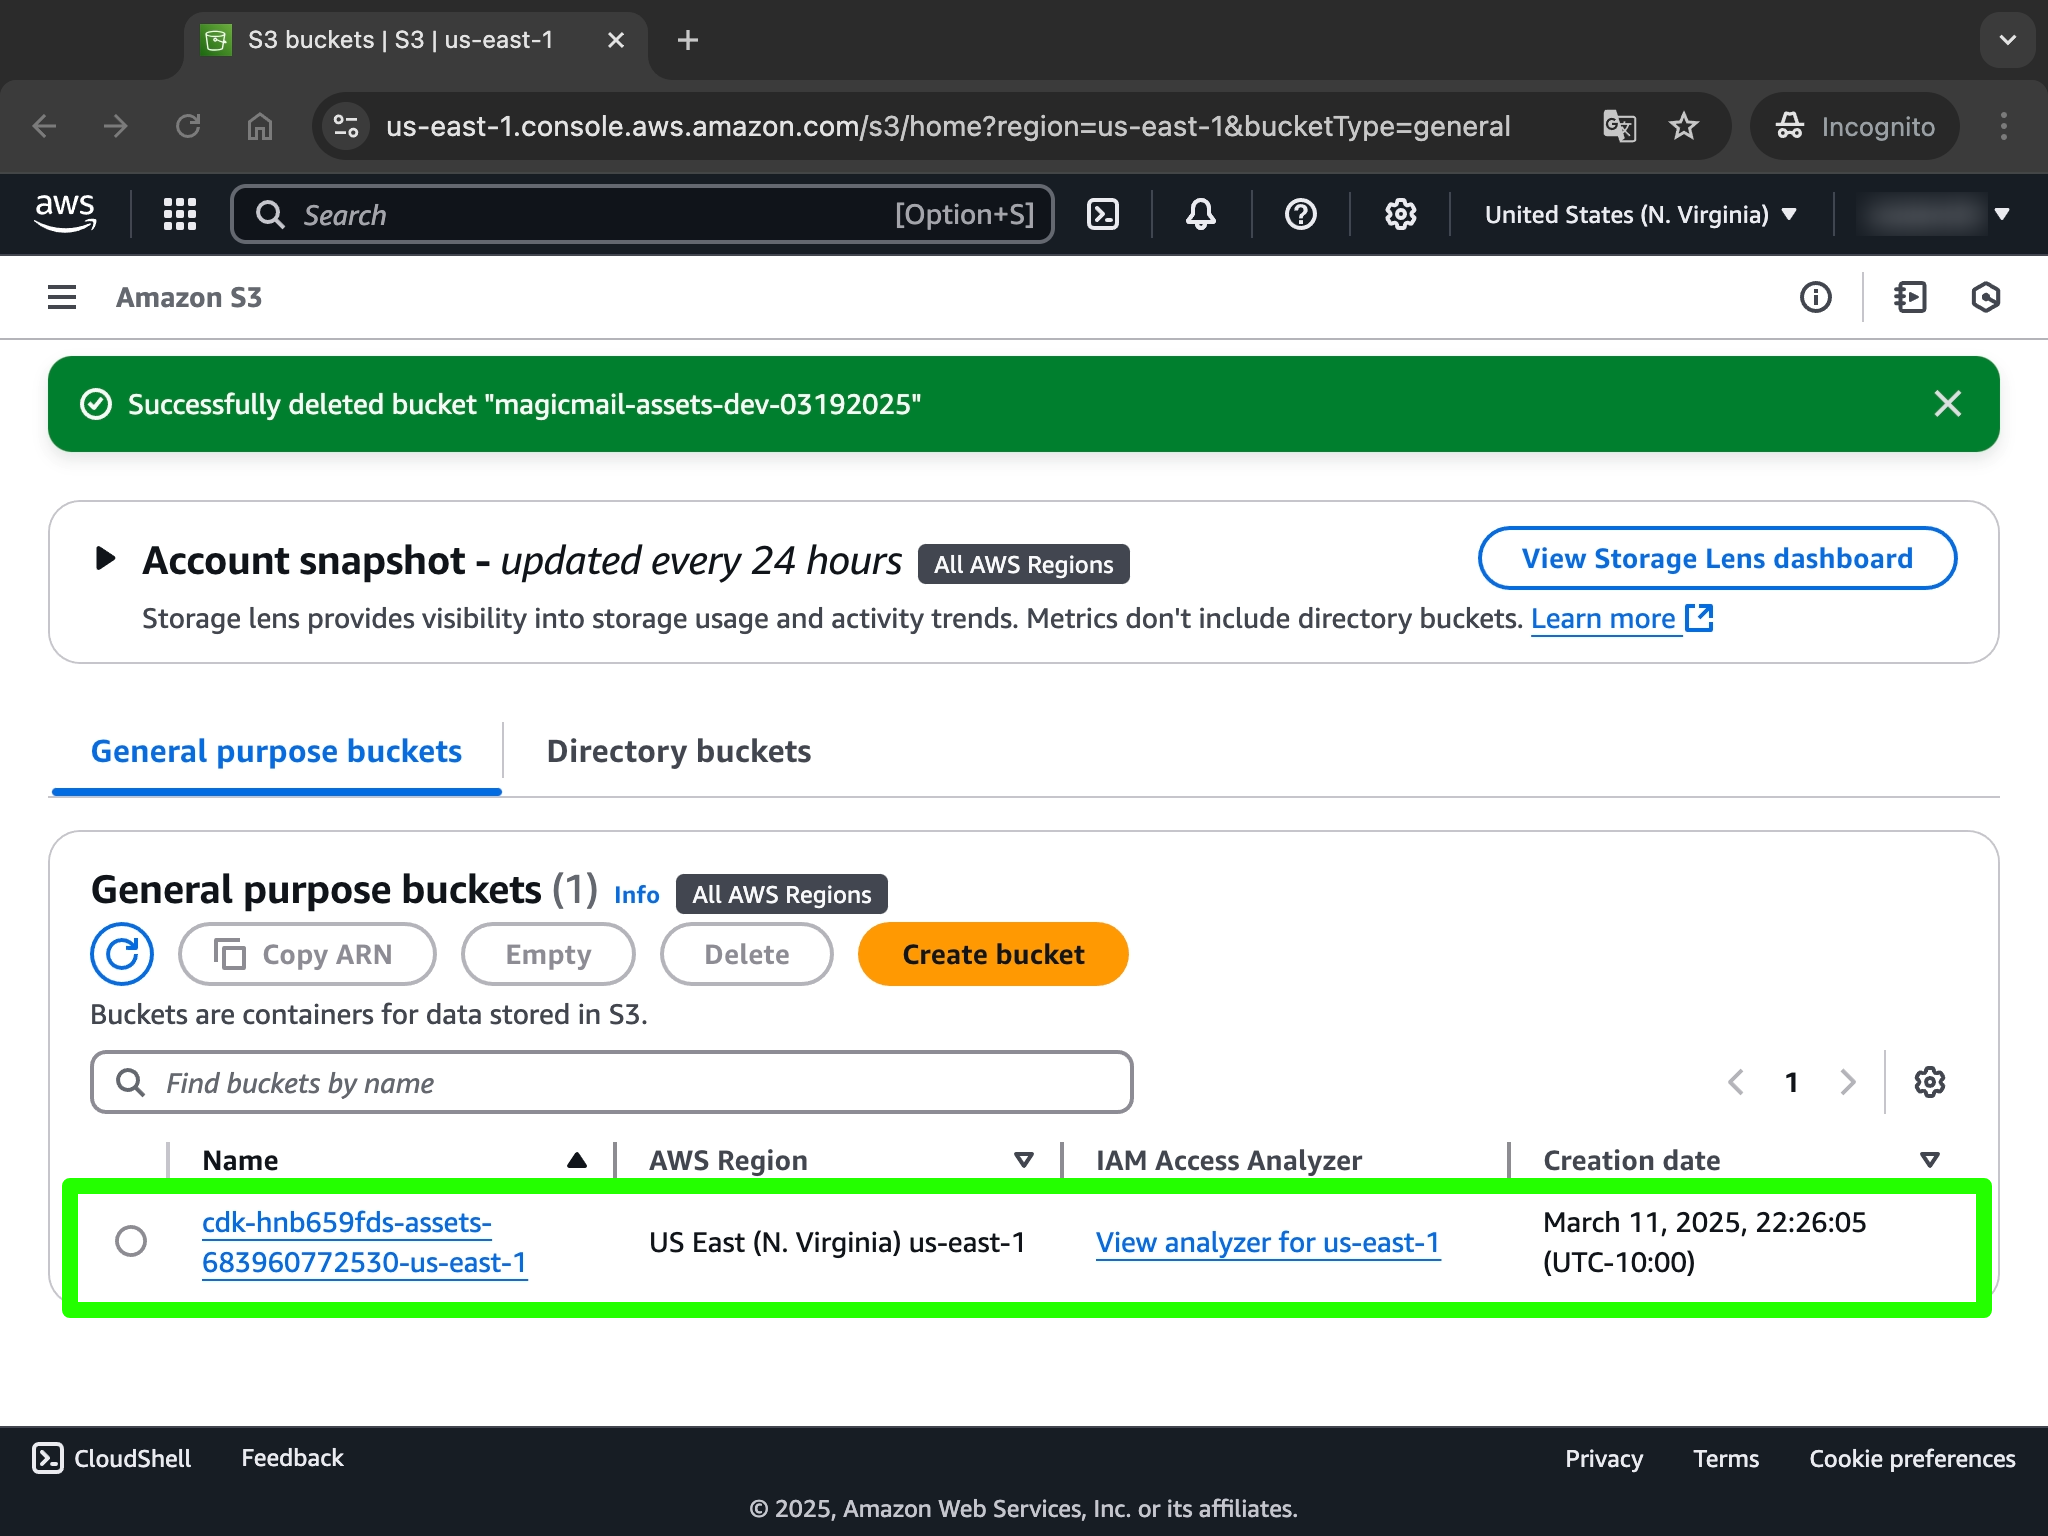 S3 buckets | S3 | us-east-1
us-east-1.console.aws.amazon.com/s3/home?region=us-east-1&bucketType=general
Incognito
aws
Search
[Option+S]
United States (N. Virginia)
Amazon S3
Successfully deleted bucket "magicmail-assets-dev-03192025"
Account snapshot - updated every 24 hours
All AWS Regions
View Storage Lens dashboard
Storage lens provides visibility into storage usage and activity trends. Metrics don't include directory buckets. Learn more
General purpose buckets
Directory buckets
General purpose buckets (1)
Info
All AWS Regions
Copy ARN
Empty
Delete
Create bucket
Buckets are containers for data stored in S3.
Find buckets by name
1
Name
AWS Region
IAM Access Analyzer
Creation date
cdk-hnb659fds-assets-
683960772530-us-east-1
US East (N. Virginia) us-east-1
View analyzer for us-east-1
March 11, 2025, 22:26:05
(UTC-10:00)
CloudShell
Feedback
Privacy
Terms
Cookie preferences
© 2025, Amazon Web Services, Inc. or its affiliates.